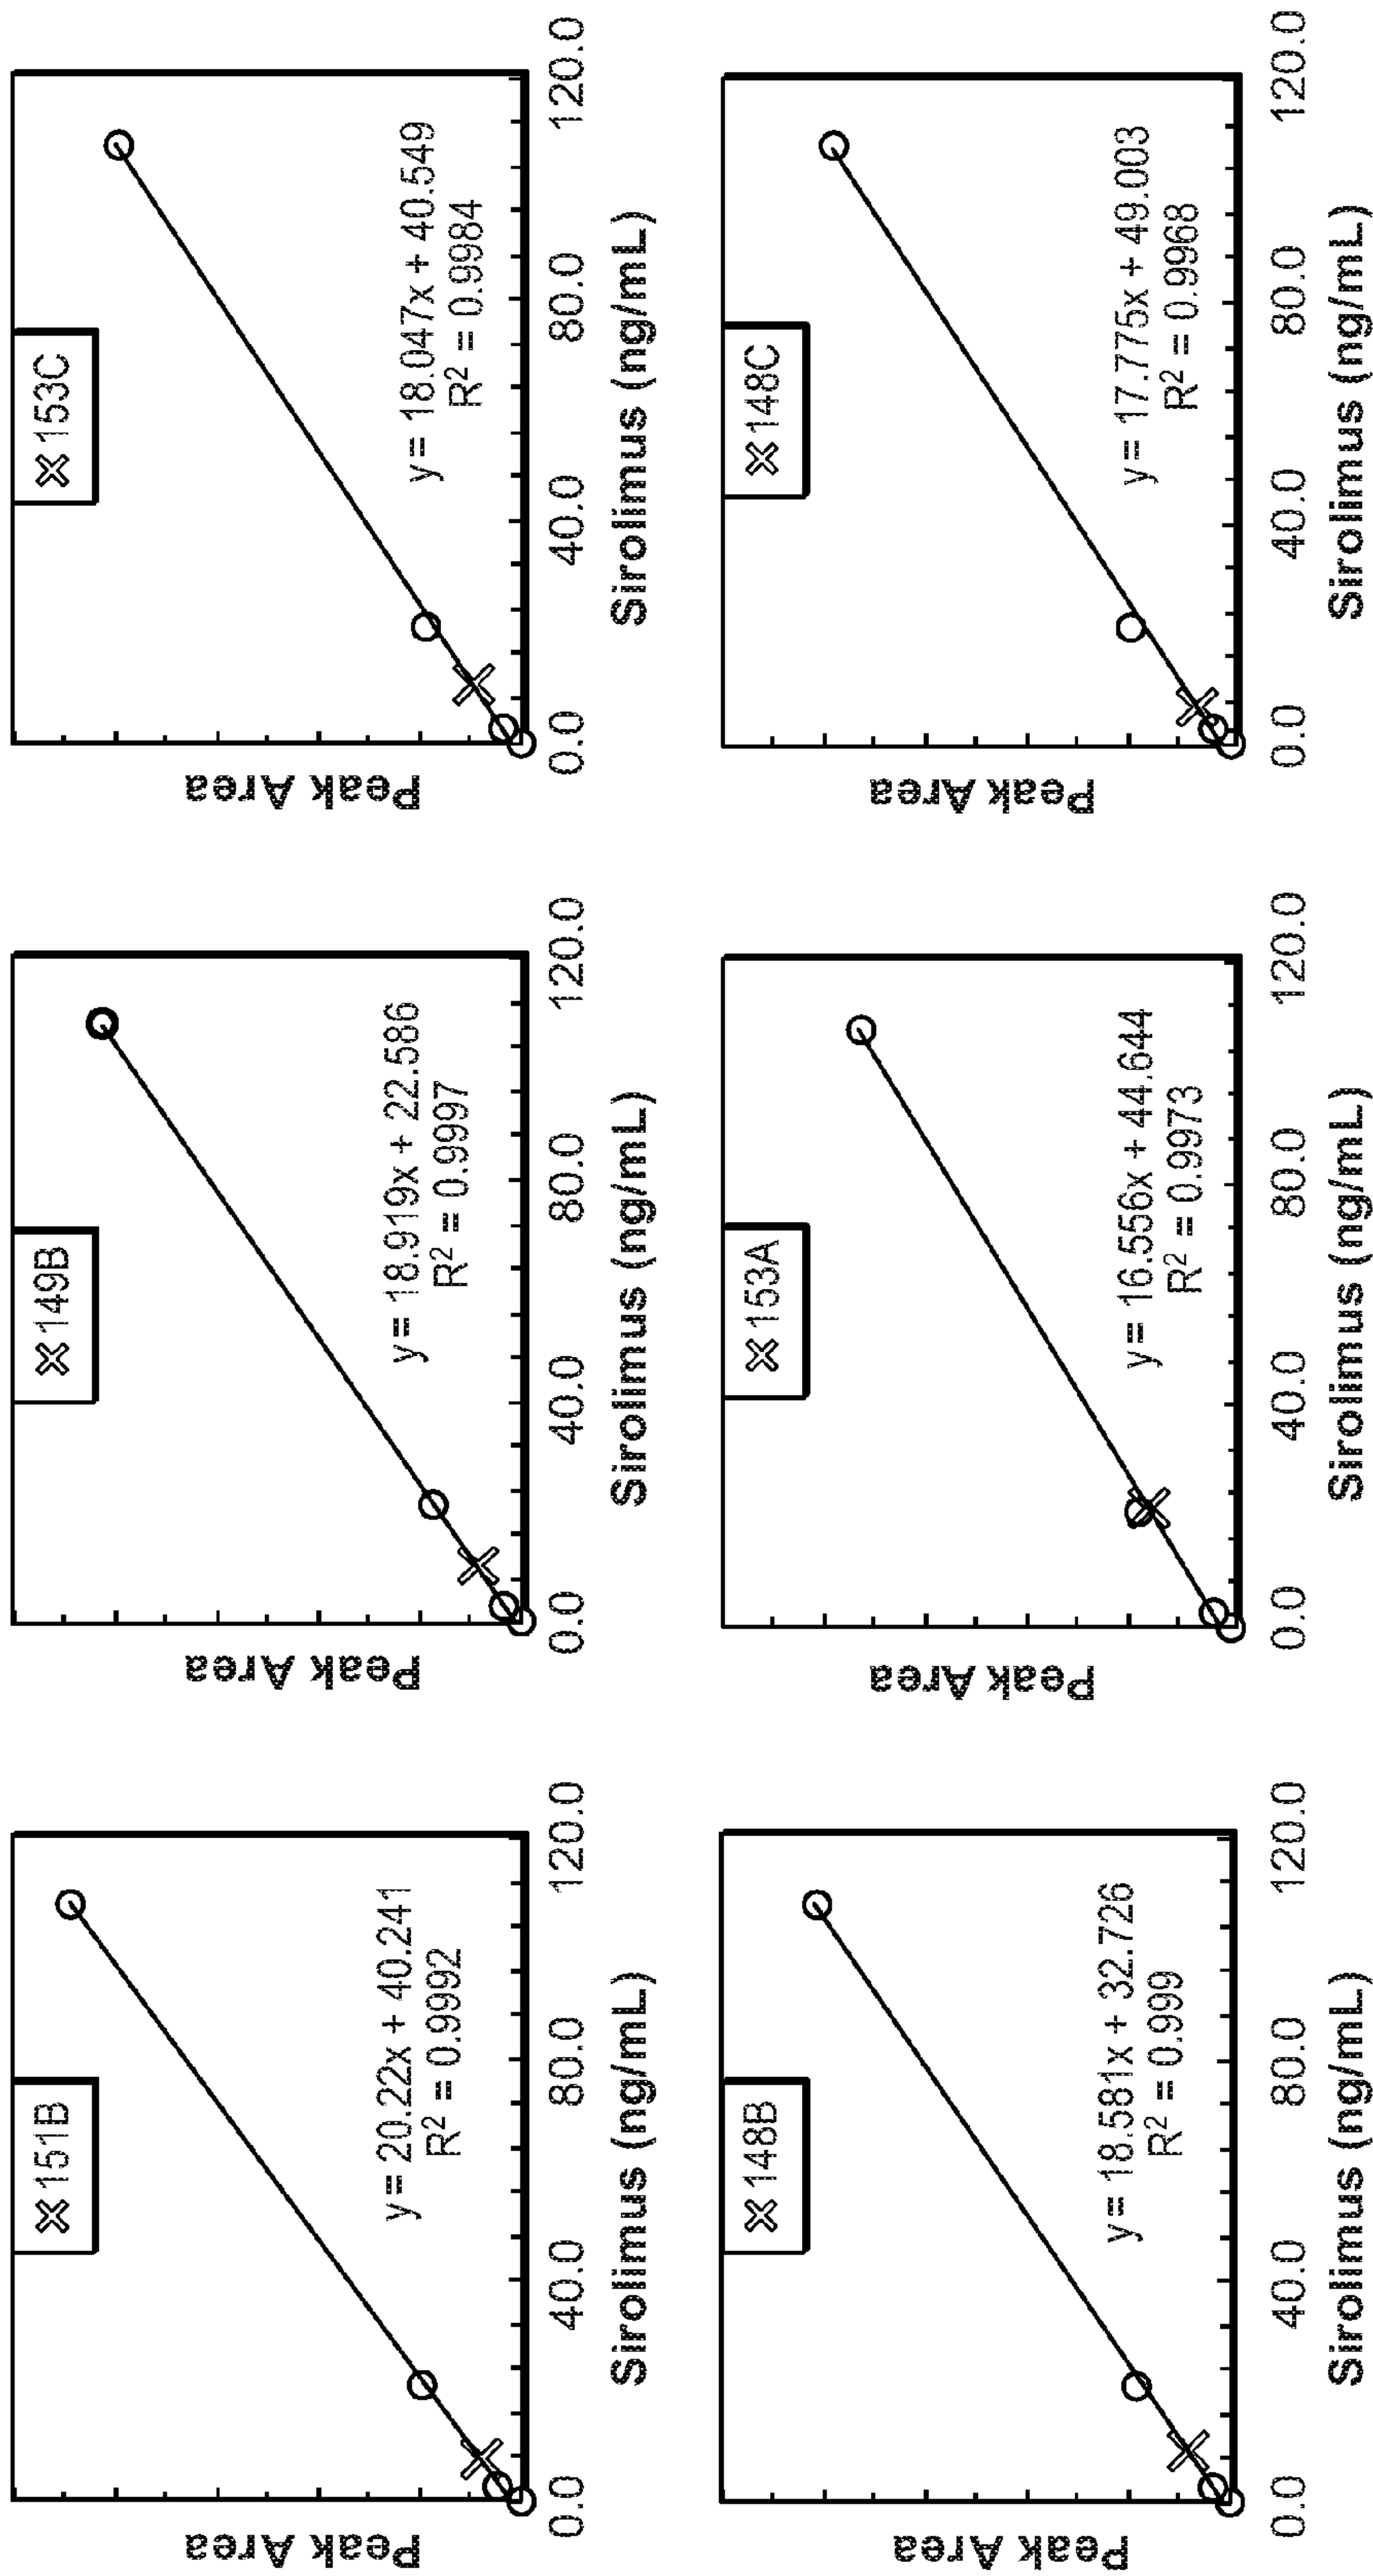 × 151B
y = 20.22x + 40.241
R² = 0.9992
Peak Area
0.0 40.0 80.0 120.0
Sirolimus (ng/mL)
× 149B
y = 18.919x + 22.586
R² = 0.9997
Peak Area
0.0 40.0 80.0 120.0
Sirolimus (ng/mL)
× 153C
y = 18.047x + 40.549
R² = 0.9984
Peak Area
0.0 40.0 80.0 120.0
Sirolimus (ng/mL)
× 148B
y = 18.581x + 32.726
R² = 0.999
Peak Area
0.0 40.0 80.0 120.0
Sirolimus (ng/mL)
× 153A
y = 16.556x + 44.644
R² = 0.9973
Peak Area
0.0 40.0 80.0 120.0
Sirolimus (ng/mL)
× 148C
y = 17.775x + 49.003
R² = 0.9968
Peak Area
0.0 40.0 80.0 120.0
Sirolimus (ng/mL)